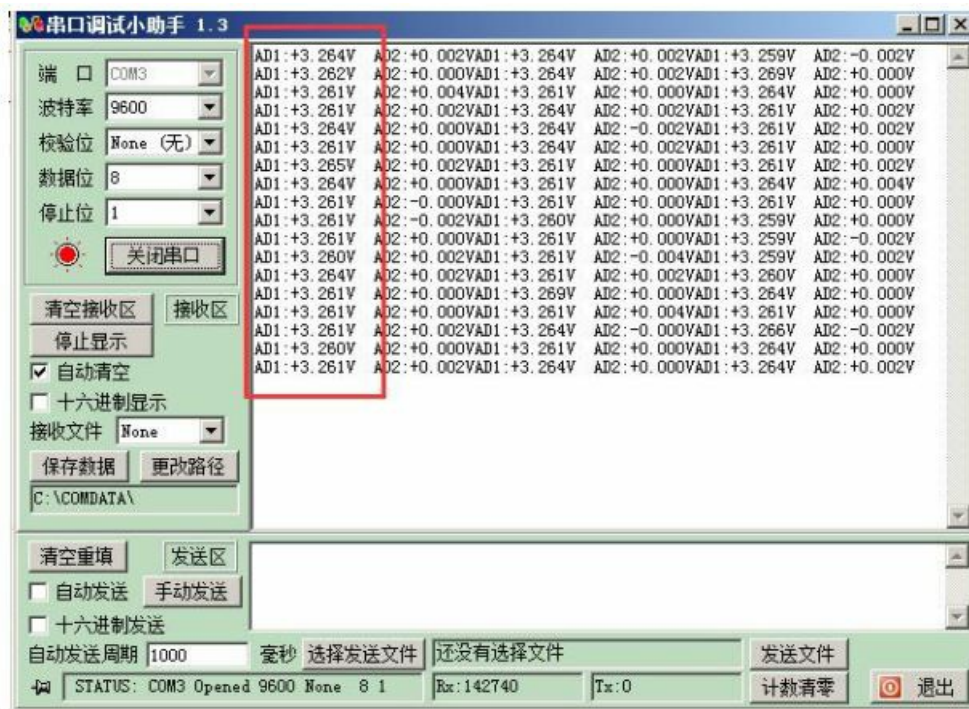 串口调试小助手 1.3
端 口 COM3
波特率 9600
校验位 None (无)
数据位 8
停止位 1
关闭串口
清空接收区 接收区
停止显示
自动清空
十六进制显示
接收文件 None
保存数据 更改路径
C:\COMDATA\
AD1:+3.264V AD2:+0.002VAD1:+3.264V AD2:+0.002VAD1:+3.259V AD2:-0.002V
AD1:+3.262V AD2:+0.000VAD1:+3.264V AD2:+0.002VAD1:+3.269V AD2:+0.000V
AD1:+3.261V AD2:+0.004VAD1:+3.261V AD2:+0.000VAD1:+3.264V AD2:+0.000V
AD1:+3.261V AD2:+0.002VAD1:+3.264V AD2:+0.002VAD1:+3.261V AD2:+0.002V
AD1:+3.264V AD2:+0.000VAD1:+3.264V AD2:-0.002VAD1:+3.261V AD2:+0.000V
AD1:+3.261V AD2:+0.000VAD1:+3.264V AD2:+0.002VAD1:+3.261V AD2:+0.000V
AD1:+3.265V AD2:+0.002VAD1:+3.261V AD2:+0.000VAD1:+3.261V AD2:+0.002V
AD1:+3.264V AD2:+0.000VAD1:+3.261V AD2:+0.000VAD1:+3.264V AD2:+0.004V
AD1:+3.261V AD2:-0.000VAD1:+3.261V AD2:+0.000VAD1:+3.261V AD2:+0.000V
AD1:+3.261V AD2:-0.002VAD1:+3.260V AD2:+0.002VAD1:+3.259V AD2:+0.000V
AD1:+3.261V AD2:+0.000VAD1:+3.261V AD2:+0.000VAD1:+3.259V AD2:-0.002V
AD1:+3.260V AD2:+0.000VAD1:+3.261V AD2:-0.004VAD1:+3.259V AD2:+0.002V
AD1:+3.264V AD2:+0.000VAD1:+3.261V AD2:+0.002VAD1:+3.260V AD2:+0.000V
AD1:+3.261V AD2:+0.000VAD1:+3.269V AD2:+0.000VAD1:+3.264V AD2:+0.000V
AD1:+3.261V AD2:+0.000VAD1:+3.261V AD2:+0.004VAD1:+3.261V AD2:+0.000V
AD1:+3.261V AD2:+0.002VAD1:+3.264V AD2:-0.000VAD1:+3.266V AD2:-0.002V
AD1:+3.260V AD2:+0.000VAD1:+3.261V AD2:+0.002VAD1:+3.264V AD2:+0.000V
AD1:+3.261V AD2:+0.002VAD1:+3.264V AD2:+0.000VAD1:+3.264V AD2:+0.002V
清空重填 发送区
自动发送 手动发送
十六进制发送
自动发送周期 1000 毫秒 选择发送文件 还没有选择文件 发送文件
STATUS: COM3 Opened 9600 None 8 1 Rx:142740 Tx:0 计数清零 退出